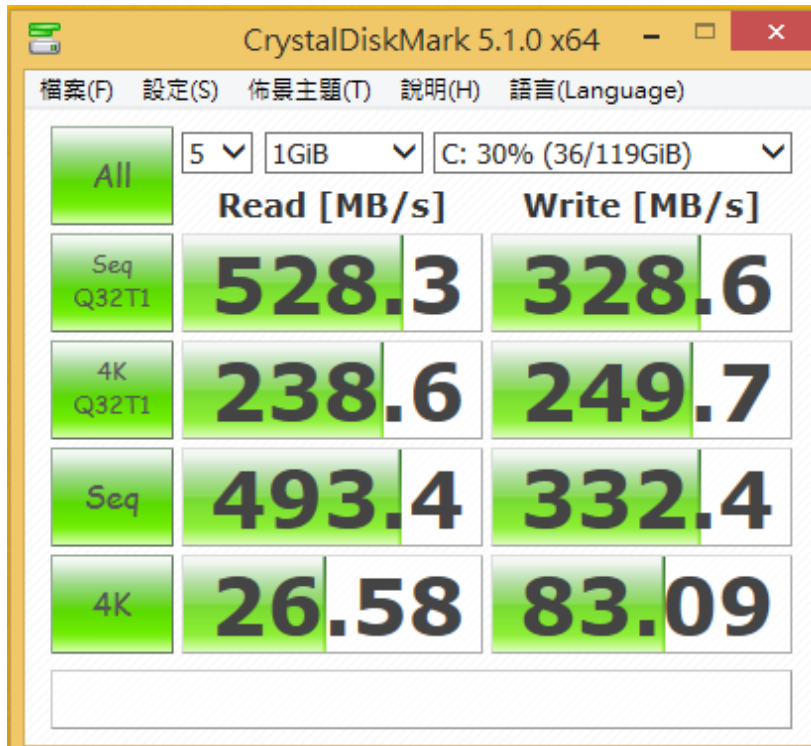 CrystalDiskMark 5.1.0 x64
檔案(F) 設定(S) 佈景主題(T) 說明(H) 語言(Language)
All 5 1GiB C: 30% (36/119GiB)
Read [MB/s] Write [MB/s]
Seq Q32T1 528.3 328.6
4K Q32T1 238.6 249.7
Seq 493.4 332.4
4K 26.58 83.09